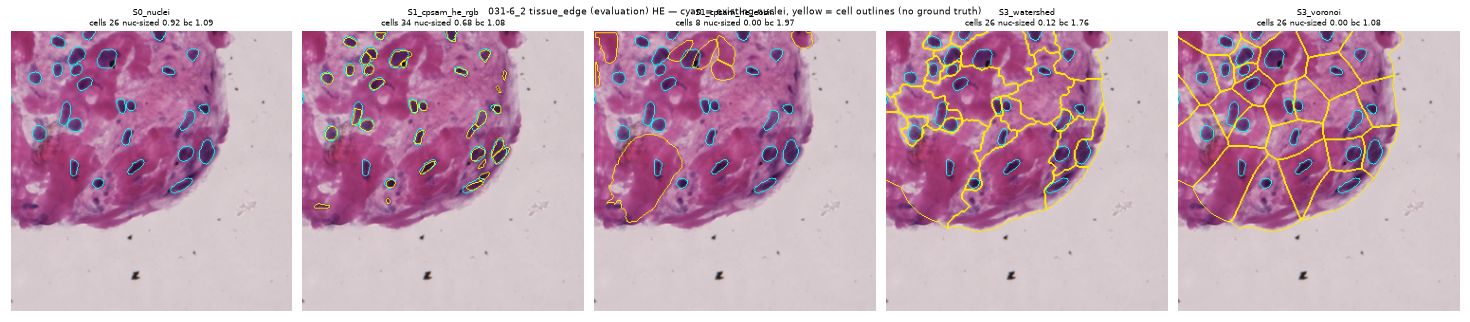 031-6_2 tissue_edge (evaluation) HE — cyan = existing nuclei, yellow = cell outlines (no ground truth)
S0_nuclei
cells 26 nuc-sized 0.92 bc 1.09
S1_cpsam_he_rgb
cells 34 nuc-sized 0.68 bc 1.08
cells 8 nuc-sized 0.00 bc 1.97
S3_watershed
cells 26 nuc-sized 0.12 bc 1.76
S3_voronoi
cells 26 nuc-sized 0.00 bc 1.08